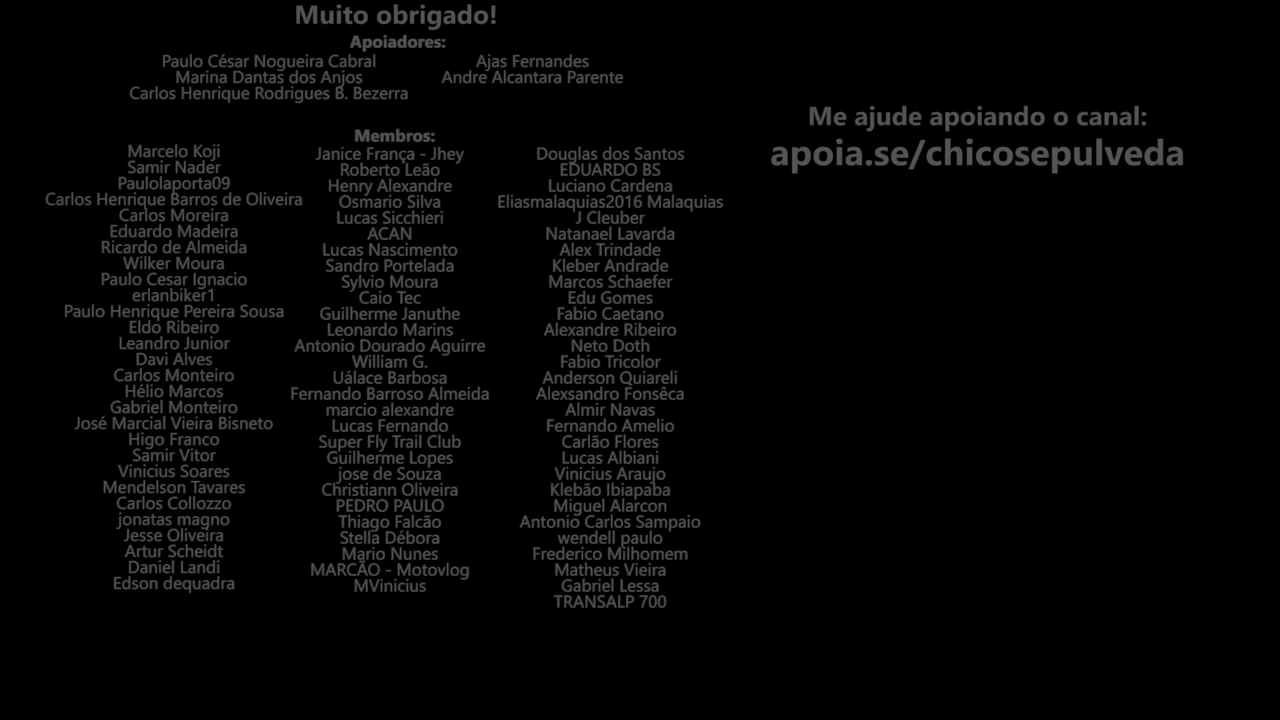 Muito obrigado!
Apoiadores:
Paulo César Nogueira Cabral
Marina Dantas dos Anjos
Carlos Henrique Rodrigues B. Bezerra
Ajas Fernandes
Andre Alcantara Parente
Membros:
Marcelo Koji
Samir Nader
Paulolaporta09
Carlos Henrique Barros de Oliveira
Carlos Moreira
Eduardo Madeira
Ricardo de Almeida
Wilker Moura
Paulo Cesar Ignacio
erlanbiker1
Paulo Henrique Pereira Sousa
Eldo Ribeiro
Leandro Junior
Davi Alves
Carlos Monteiro
Hélio Marcos
Gabriel Monteiro
José Marcial Vieira Bisneto
Higo Franco
Samir Vitor
Vinicius Soares
Mendelson Tavares
Carlos Collozzo
jonatas magno
Jesse Oliveira
Artur Scheidt
Daniel Landi
Edson dequadra
Janice França - Jhey
Roberto Leão
Henry Alexandre
Osmario Silva
Lucas Sicchieri
ACAN
Lucas Nascimento
Sandro Portelada
Sylvio Moura
Caio Tec
Guilherme Januthe
Leonardo Marins
Antonio Dourado Aguirre
William G.
Uálace Barbosa
Fernando Barroso Almeida
marcio alexandre
Lucas Fernando
Super Fly Trail Club
Guilherme Lopes
jose de Souza
Christiann Oliveira
PEDRO PAULO
Thiago Falcão
Stella Débora
Mario Nunes
MARCÃO - Motovlog
MVinicius
Douglas dos Santos
EDUARDO BS
Luciano Cardena
Eliasmalaquias2016 Malaquias
J Cleuber
Natanael Lavarda
Alex Trindade
Kleber Andrade
Marcos Schaefer
Edu Gomes
Fabio Caetano
Alexandre Ribeiro
Neto Doth
Fabio Tricolor
Anderson Quiareli
Alexsandro Fonsêca
Almir Navas
Fernando Amelio
Carlão Flores
Lucas Albiani
Vinicius Araujo
Klebão Ibiapaba
Miguel Alarcon
Antonio Carlos Sampaio
wendell paulo
Frederico Milhomem
Matheus Vieira
Gabriel Lessa
TRANSALP 700
Me ajude apoiando o canal:
apoia.se/chicosepulveda